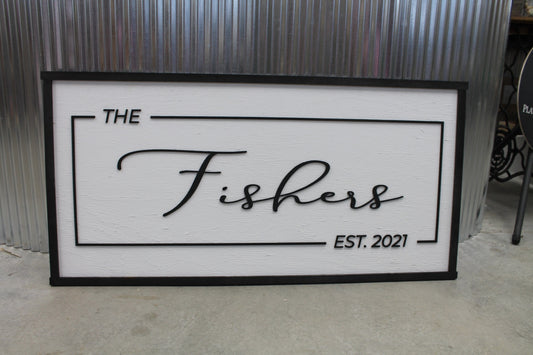 THE
Fishers
EST. 2021